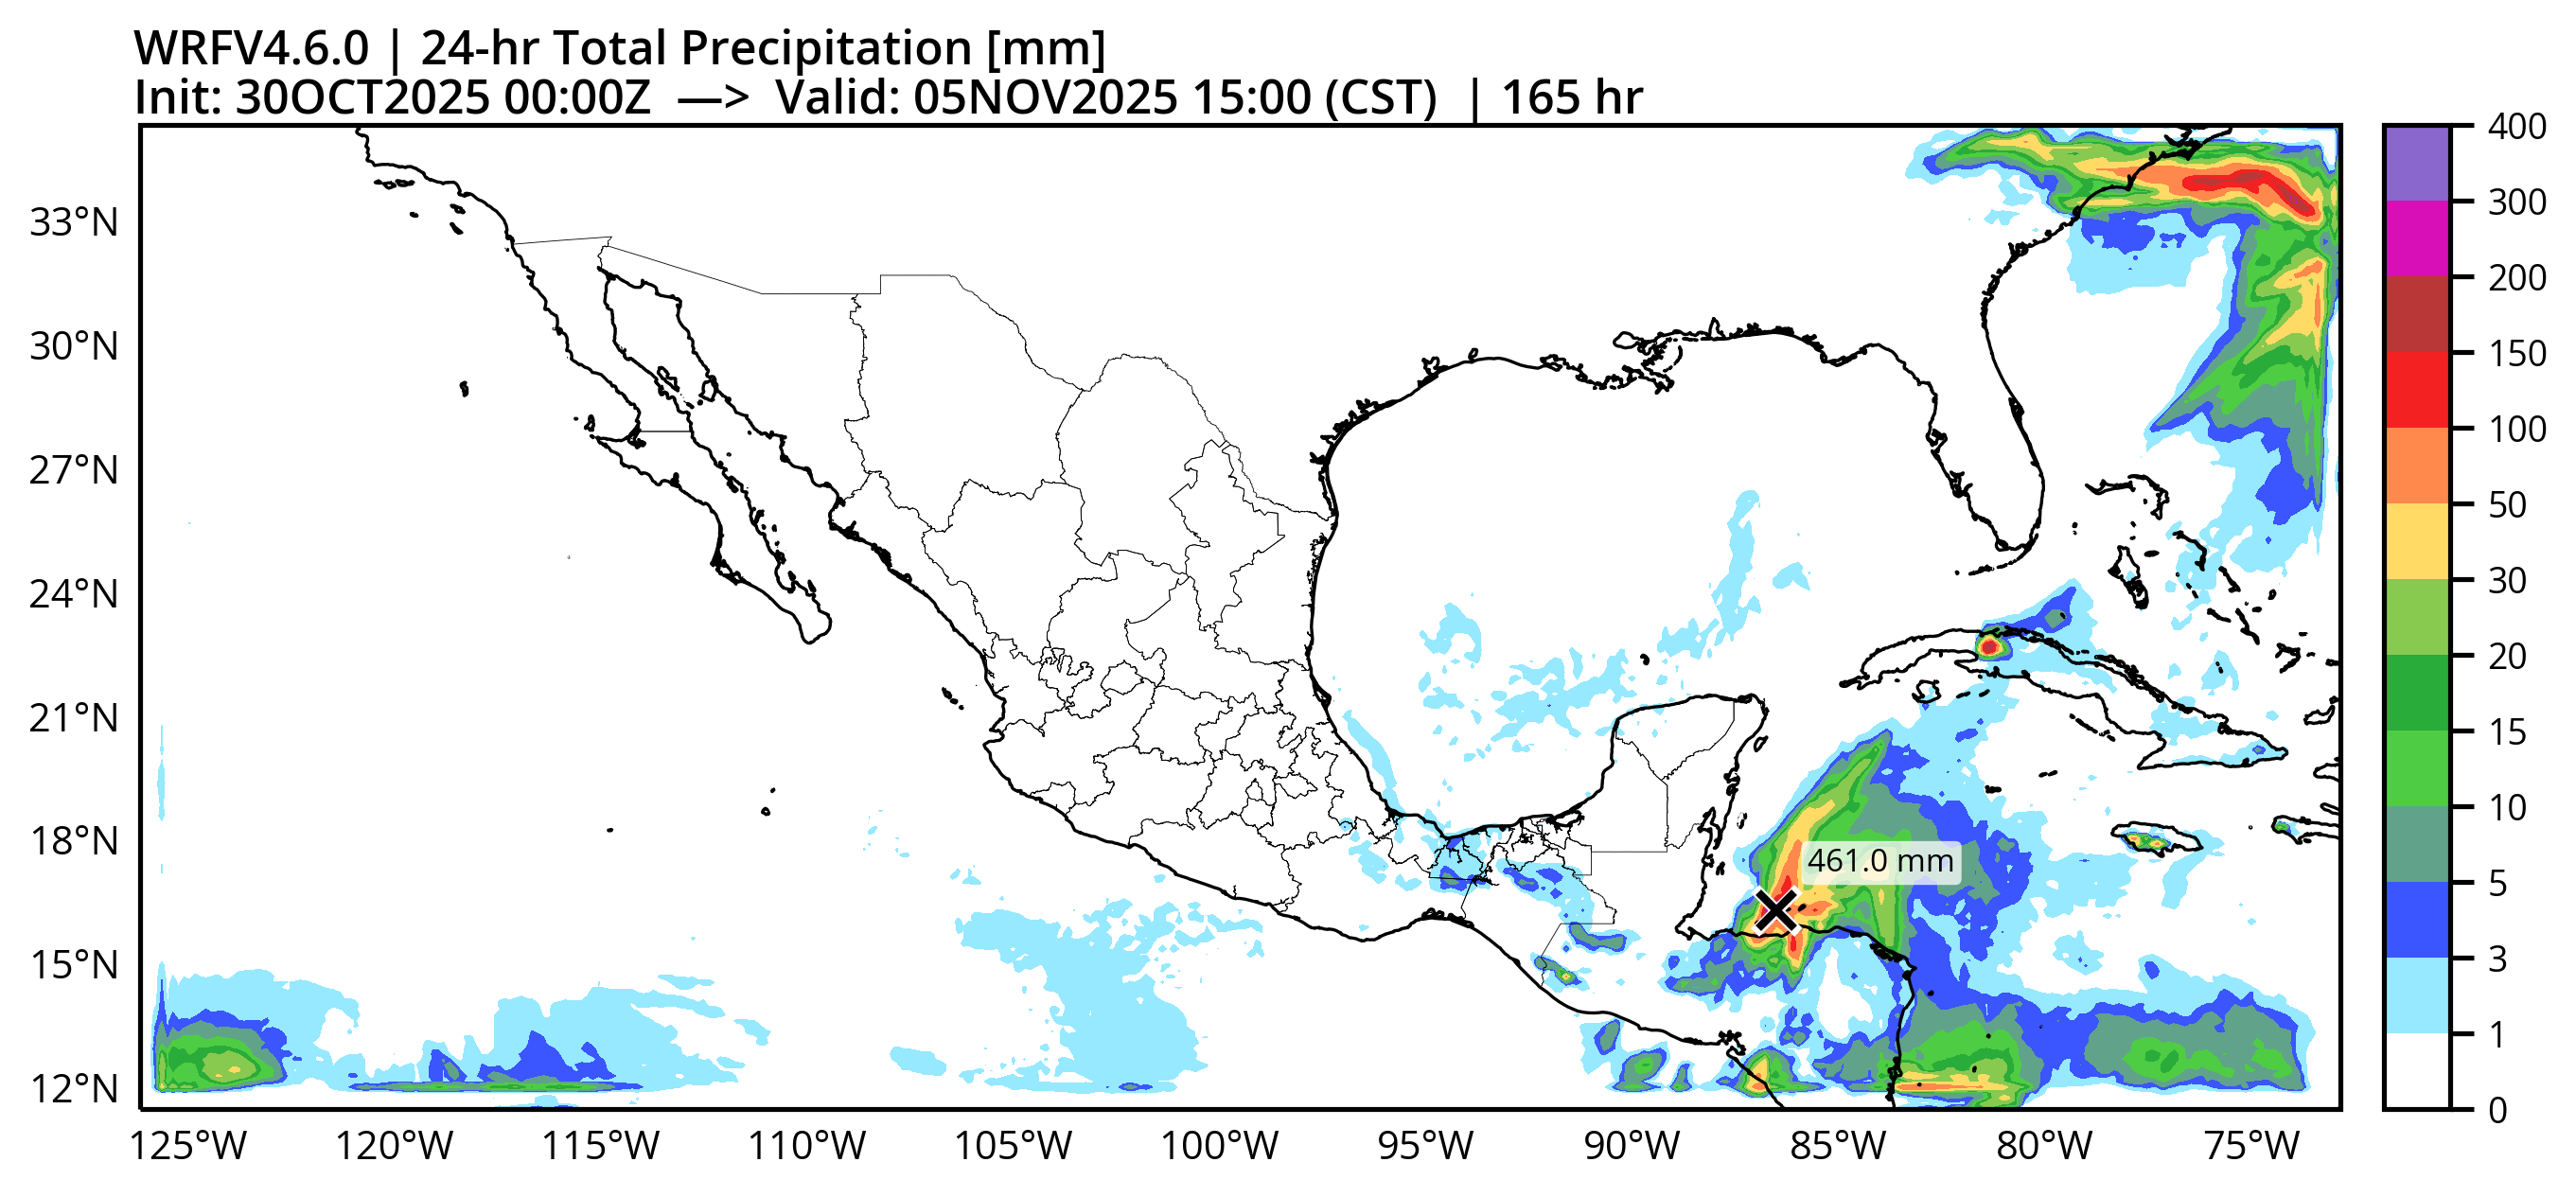 WRFV4.6.0 | 24-hr Total Precipitation [mm]
Init: 30OCT2025 00:00Z —> Valid: 05NOV2025 15:00 (CST) | 165 hr
33°N
30°N
27°N
24°N
21°N
18°N
15°N
12°N
461.0 mm
125°W 120°W 115°W 110°W 105°W 100°W 95°W 90°W 85°W 80°W 75°W
400
300
200
150
100
50
30
20
15
10
5
3
1
0